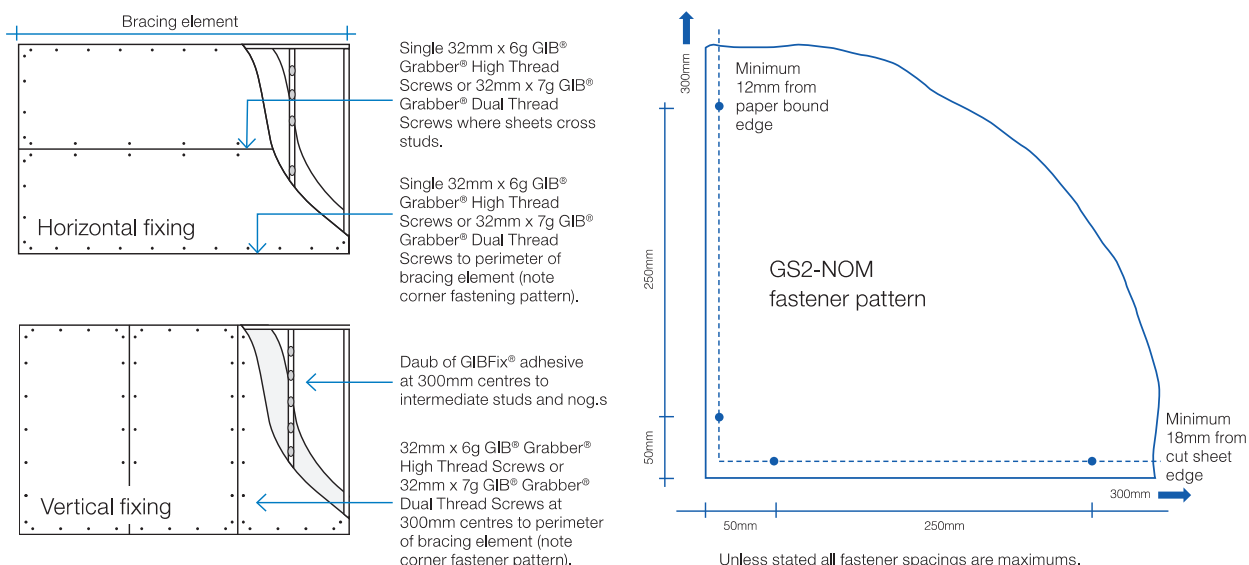 Bracing element
Single 32mm x 6g GIB®
Grabber® High Thread
Screws or 32mm x 7g GIB®
Grabber® Dual Thread
Screws where sheets cross
studs.
Single 32mm x 6g GIB®
Grabber® High Thread
Screws or 32mm x 7g GIB®
Grabber® Dual Thread
Screws to perimeter of
bracing element (note
corner fastening pattern).
Horizontal fixing
Daub of GIBFix® adhesive
at 300mm centres to
intermediate studs and nog.s
32mm x 6g GIB® Grabber®
High Thread Screws or
32mm x 7g GIB® Grabber®
Dual Thread Screws at
300mm centres to perimeter
of bracing element (note
corner fastener pattern).
Vertical fixing
300mm
Minimum
12mm from
paper bound
edge
250mm
GS2-NOM
fastener pattern
50mm
Minimum
18mm from
cut sheet
edge
300mm
50mm
250mm
Unless stated all fastener spacings are maximums.